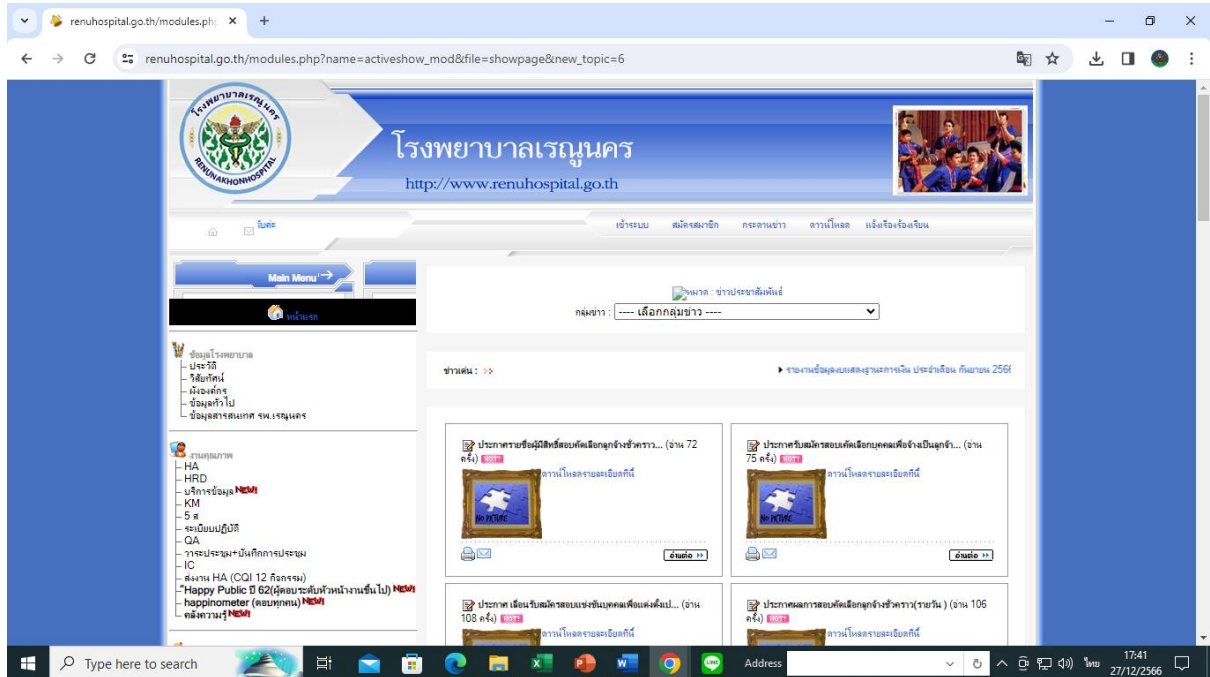 renuhospital.go.th/modules.ph
renuhospital.go.th/modules.php?name=activeshow_mod&file=showpage&new_topic=6
โรงพยาบาลเรณูนคร
RENUNAKHONHOSPITAL
โรงพยาบาลเรณูนคร
http://www.renuhospital.go.th
เข้าระบบ สมัครสมาชิก กระดานข่าว ดาวน์โหลด แจ้งเรื่องร้องเรียน
Main Menu
หน้าแรก
หมวด : ข่าวประชาสัมพันธ์
กลุ่มข่าว : ---- เลือกกลุ่มข่าว ----
ข้อมูลโรงพยาบาล
ประวัติ
วิสัยทัศน์
ผังองค์กร
ข้อมูลทั่วไป
ข้อมูลสารสนเทศ รพ.เรณูนคร
ข่าวเด่น : >>
รายงานข้อมูลงบแสดงฐานะการเงิน ประจำเดือน กันยายน 256
งานคุณภาพ
HA
HRD
บริการข้อมูล NEW!
KM
5 ส
ระเบียบปฏิบัติ
QA
วาระประชุม+บันทึกการประชุม
IC
ส่งงาน HA (CQI 12 กิจกรรม)
"Happy Public ปี 62(ผู้ตอบระดับหัวหน้างานขึ้นไป) NEW!
happinometer (ตอบทุกคน) NEW!
คลังความรู้ NEW!
ประกาศรายชื่อผู้มีสิทธิ์สอบคัดเลือกลูกจ้างชั่วคราว... (อ่าน 72 ครั้ง) HOT!
ดาวน์โหลดรายละเอียดที่นี่
NO PICTURE
อ่านต่อ
ประกาศรับสมัครสอบคัดเลือกบุคคลเพื่อจ้างเป็นลูกจ้า... (อ่าน 75 ครั้ง) HOT!
ดาวน์โหลดรายละเอียดที่นี่
NO PICTURE
อ่านต่อ
ประกาศ เลื่อนรับสมัครสอบแข่งขันบุคคลเพื่อแต่งตั้งเป... (อ่าน 108 ครั้ง) HOT!
ดาวน์โหลดรายละเอียดที่นี่
ประกาศผลการสอบคัดเลือกลูกจ้างชั่วคราว(รายวัน ) (อ่าน 106 ครั้ง) HOT!
ดาวน์โหลดรายละเอียดที่นี่
Type here to search
Address
ไทย
17:41
27/12/2566